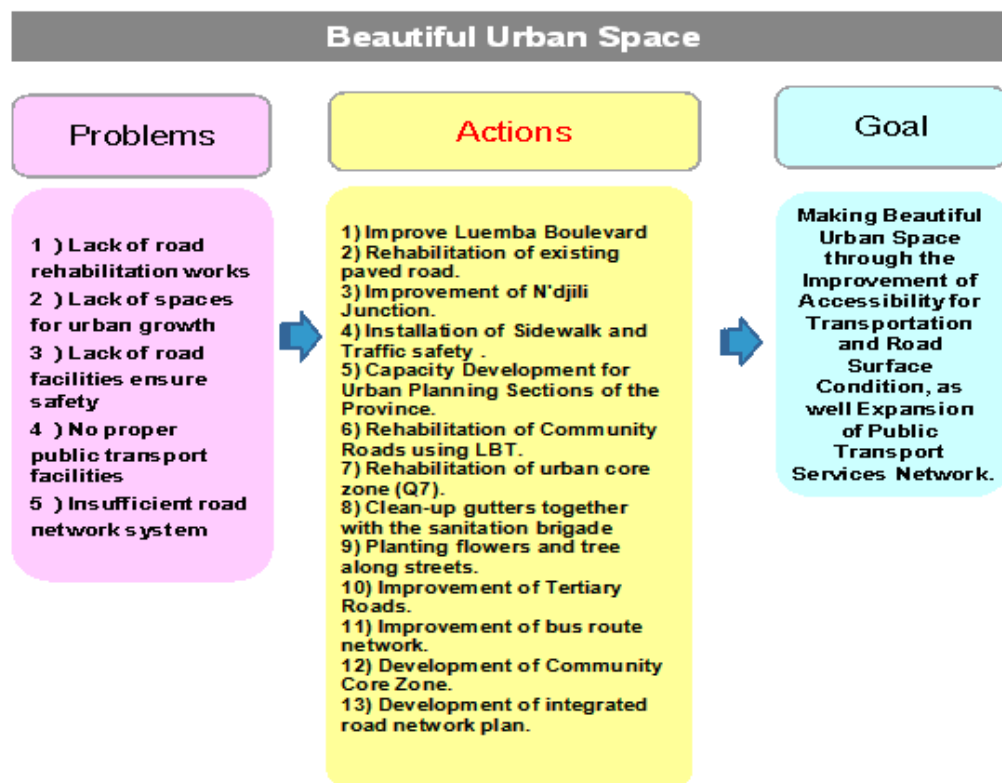 Beautiful Urban Space
Problems
1 ) Lack of road
rehabilitation works
2 ) Lack of spaces
for urban growth
3 ) Lack of road
facilities ensure
safety
4 ) No proper
public transport
facilities
5 ) Insufficient road
network system
Actions
1) Improve Luemba Boulevard
2) Rehabilitation of existing
paved road.
3) Improvement of N'djili
Junction.
4) Installation of Sidewalk and
Traffic safety .
5) Capacity Development for
Urban Planning Sections of the
Province.
6) Rehabilitation of Community
Roads using LBT.
7) Rehabilitation of urban core
zone (Q7).
8) Clean-up gutters together
with the sanitation brigade
9) Planting flowers and tree
along streets.
10) Improvement of Tertiary
Roads.
11) Improvement of bus route
network.
12) Development of Community
Core Zone.
13) Development of integrated
road network plan.
Goal
Making Beautiful
Urban Space
through the
Improvement of
Accessibility for
Transportation
and Road
Surface
Condition, as
well Expansion
of Public
Transport
Services Network.